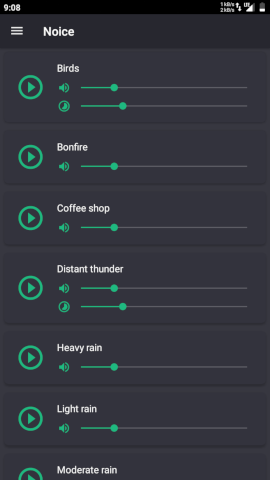 9:08
1 kB/s
2 kB/s
LTE
Noice
Birds
Bonfire
Coffee shop
Distant thunder
Heavy rain
Light rain
Moderate rain